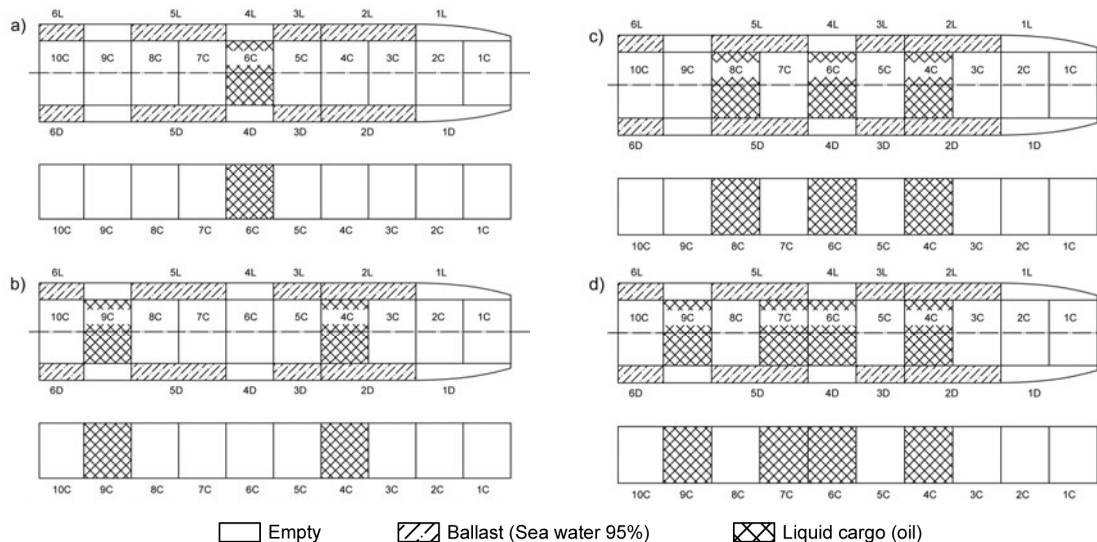 a)
6L 5L 4L 3L 2L 1L
10C 9C 8C 7C 6C 5C 4C 3C 2C 1C
6D 5D 4D 3D 2D 1D
10C 9C 8C 7C 6C 5C 4C 3C 2C 1C
b)
6L 5L 4L 3L 2L 1L
10C 9C 8C 7C 6C 5C 4C 3C 2C 1C
6D 5D 4D 3D 2D 1D
10C 9C 8C 7C 6C 5C 4C 3C 2C 1C
c)
6L 5L 4L 3L 2L 1L
10C 9C 8C 7C 6C 5C 4C 3C 2C 1C
6D 5D 4D 3D 2D 1D
10C 9C 8C 7C 6C 5C 4C 3C 2C 1C
d)
6L 5L 4L 3L 2L 1L
10C 9C 8C 7C 6C 5C 4C 3C 2C 1C
6D 5D 4D 3D 2D 1D
10C 9C 8C 7C 6C 5C 4C 3C 2C 1C
Empty Ballast (Sea water 95%) Liquid cargo (oil)